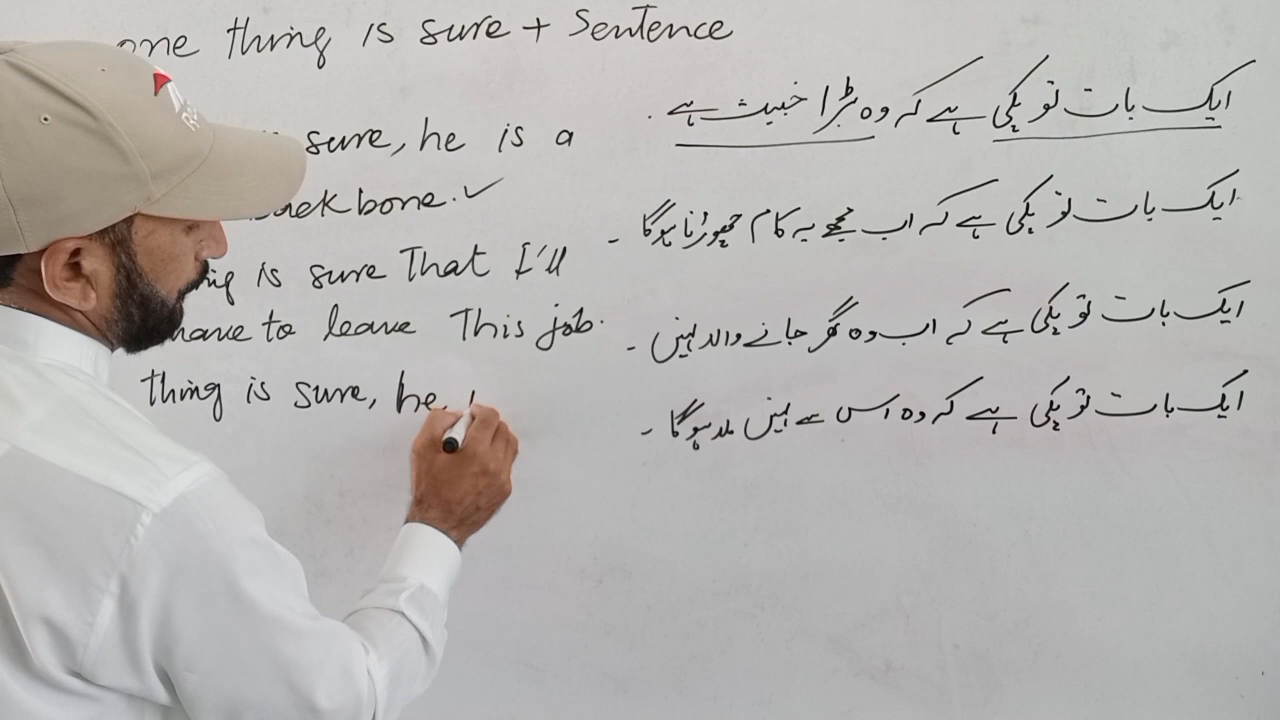 one thing is sure + Sentence
sure, he is a
backbone. ✓
is sure That I'll
have to leave This job.
thing is sure, he
ایک بات تو پکی ہے کہ وہ بڑا خبیث ہے۔
ایک بات تو پکی ہے کہ اب مجھے یہ کام چھوڑنا ہوگا۔
ایک بات تو پکی ہے کہ اب وہ گھر جانے والا نہیں۔
ایک بات تو پکی ہے کہ وہ اس سے نہیں ملا ہوگا۔